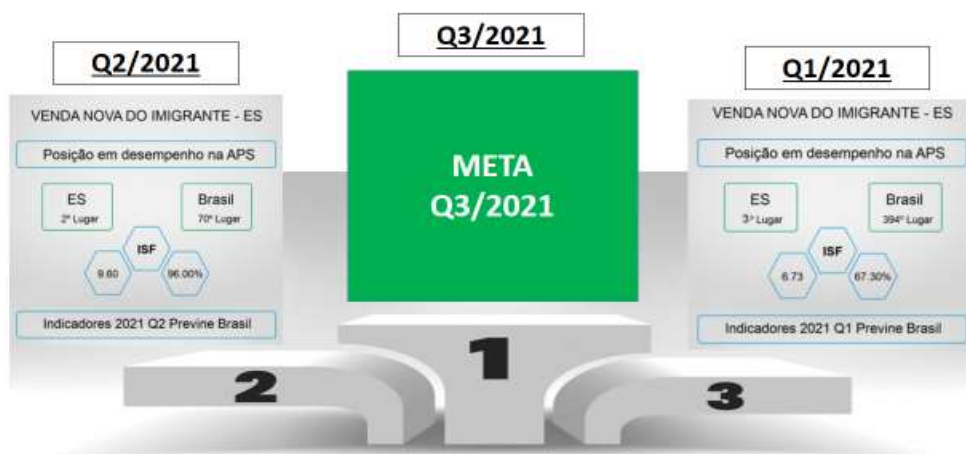 Q2/2021
VENDA NOVA DO IMIGRANTE - ES
Posição em desempenho na APS
ES
2º Lugar
Brasil
70º Lugar
ISF
9.60
96.00%
Indicadores 2021 Q2 Previne Brasil
2
Q3/2021
META
Q3/2021
1
Q1/2021
VENDA NOVA DO IMIGRANTE - ES
Posição em desempenho na APS
ES
3º Lugar
Brasil
394º Lugar
ISF
6.73
67.30%
Indicadores 2021 Q1 Previne Brasil
3